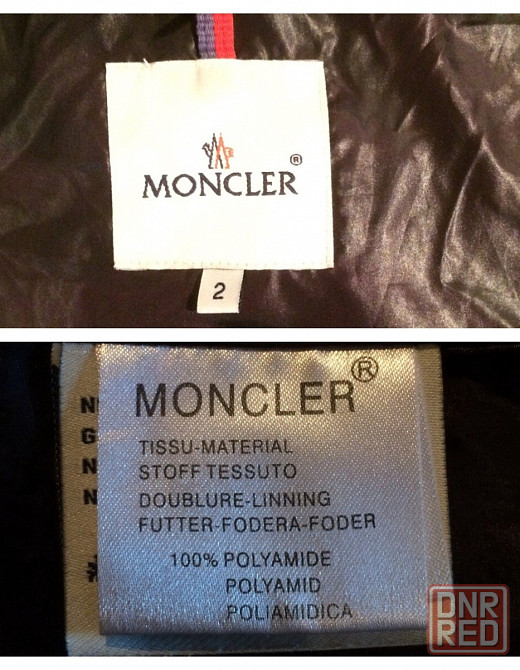 MONCLER®
2
MONCLER®
TISSU-MATERIAL
STOFF TESSUTO
DOUBLURE-LINNING
FUTTER-FODERA-FODER
100% POLYAMIDE
POLYAMID
POLIAMIDICA
N
G
N
N
DNR
RED